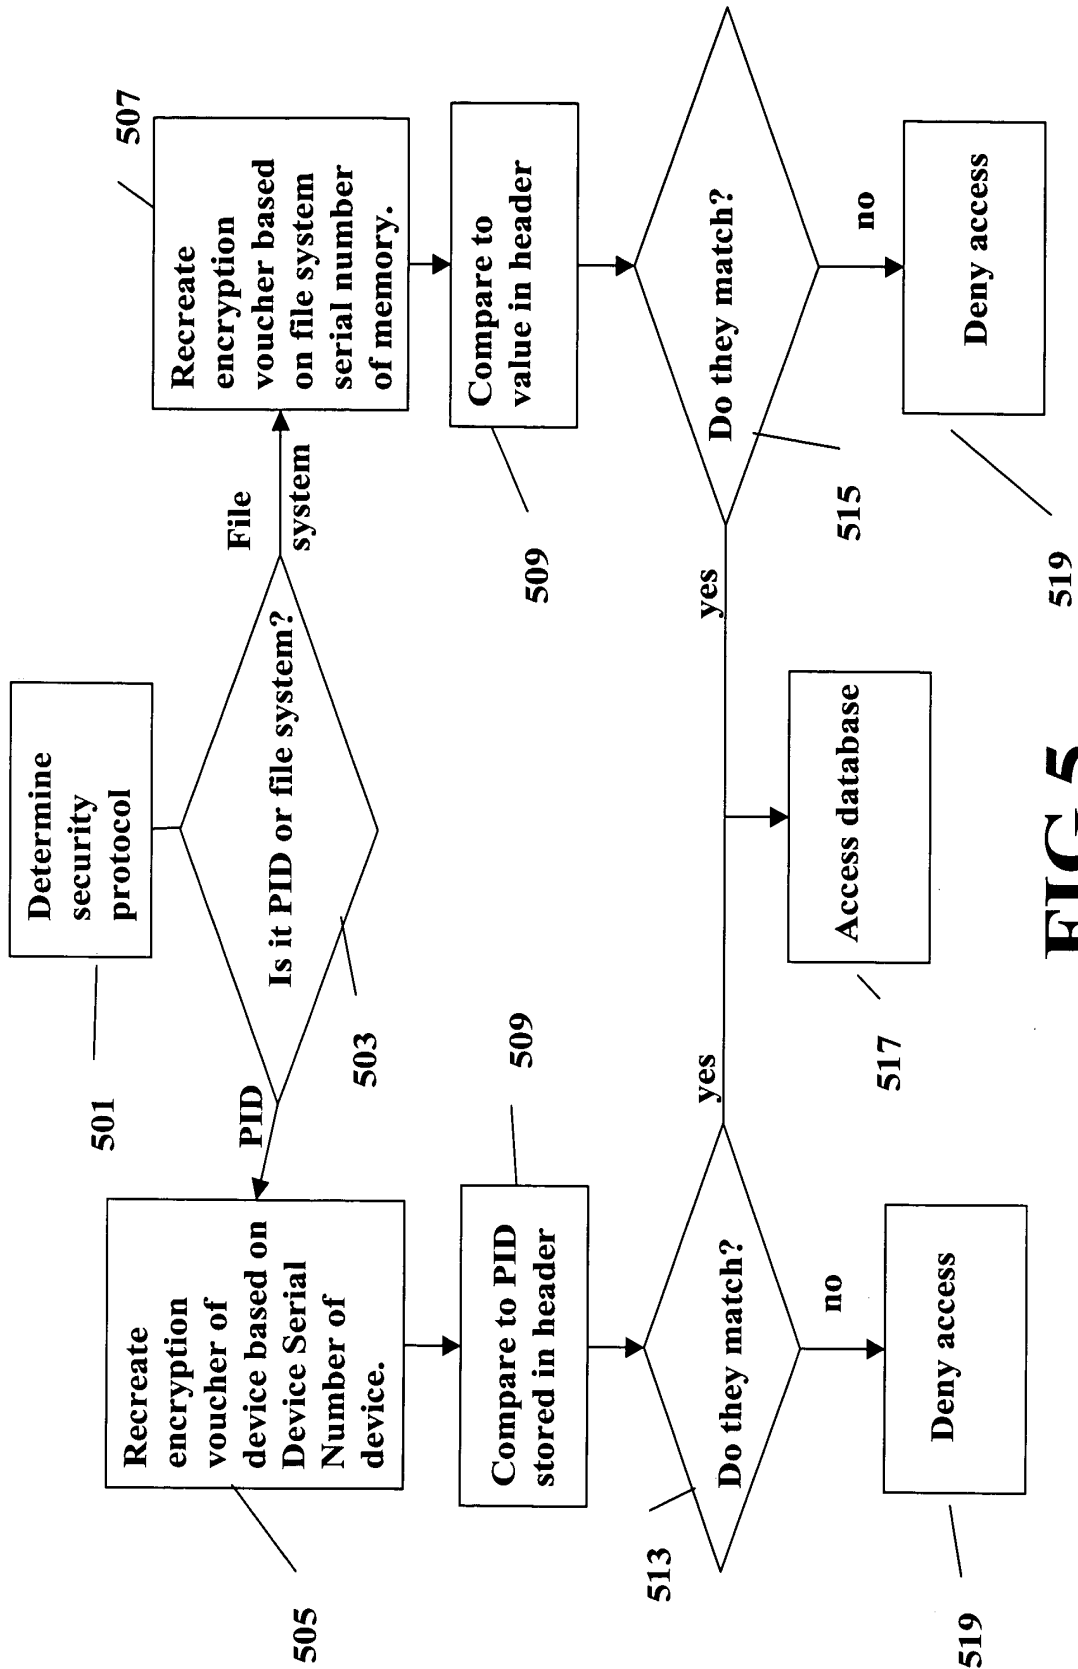 Determine
security
protocol
501
Is it PID or file system?
503
PID
File
system
Recreate
encryption
voucher of
device based on
Device Serial
Number of
device.
505
Recreate
encryption
voucher based
on file system
serial number
of memory.
507
Compare to PID
stored in header
509
Compare to
value in header
509
Do they match?
513
yes
no
Do they match?
515
yes
no
Access database
517
Deny access
519
Deny access
519
FIG 5